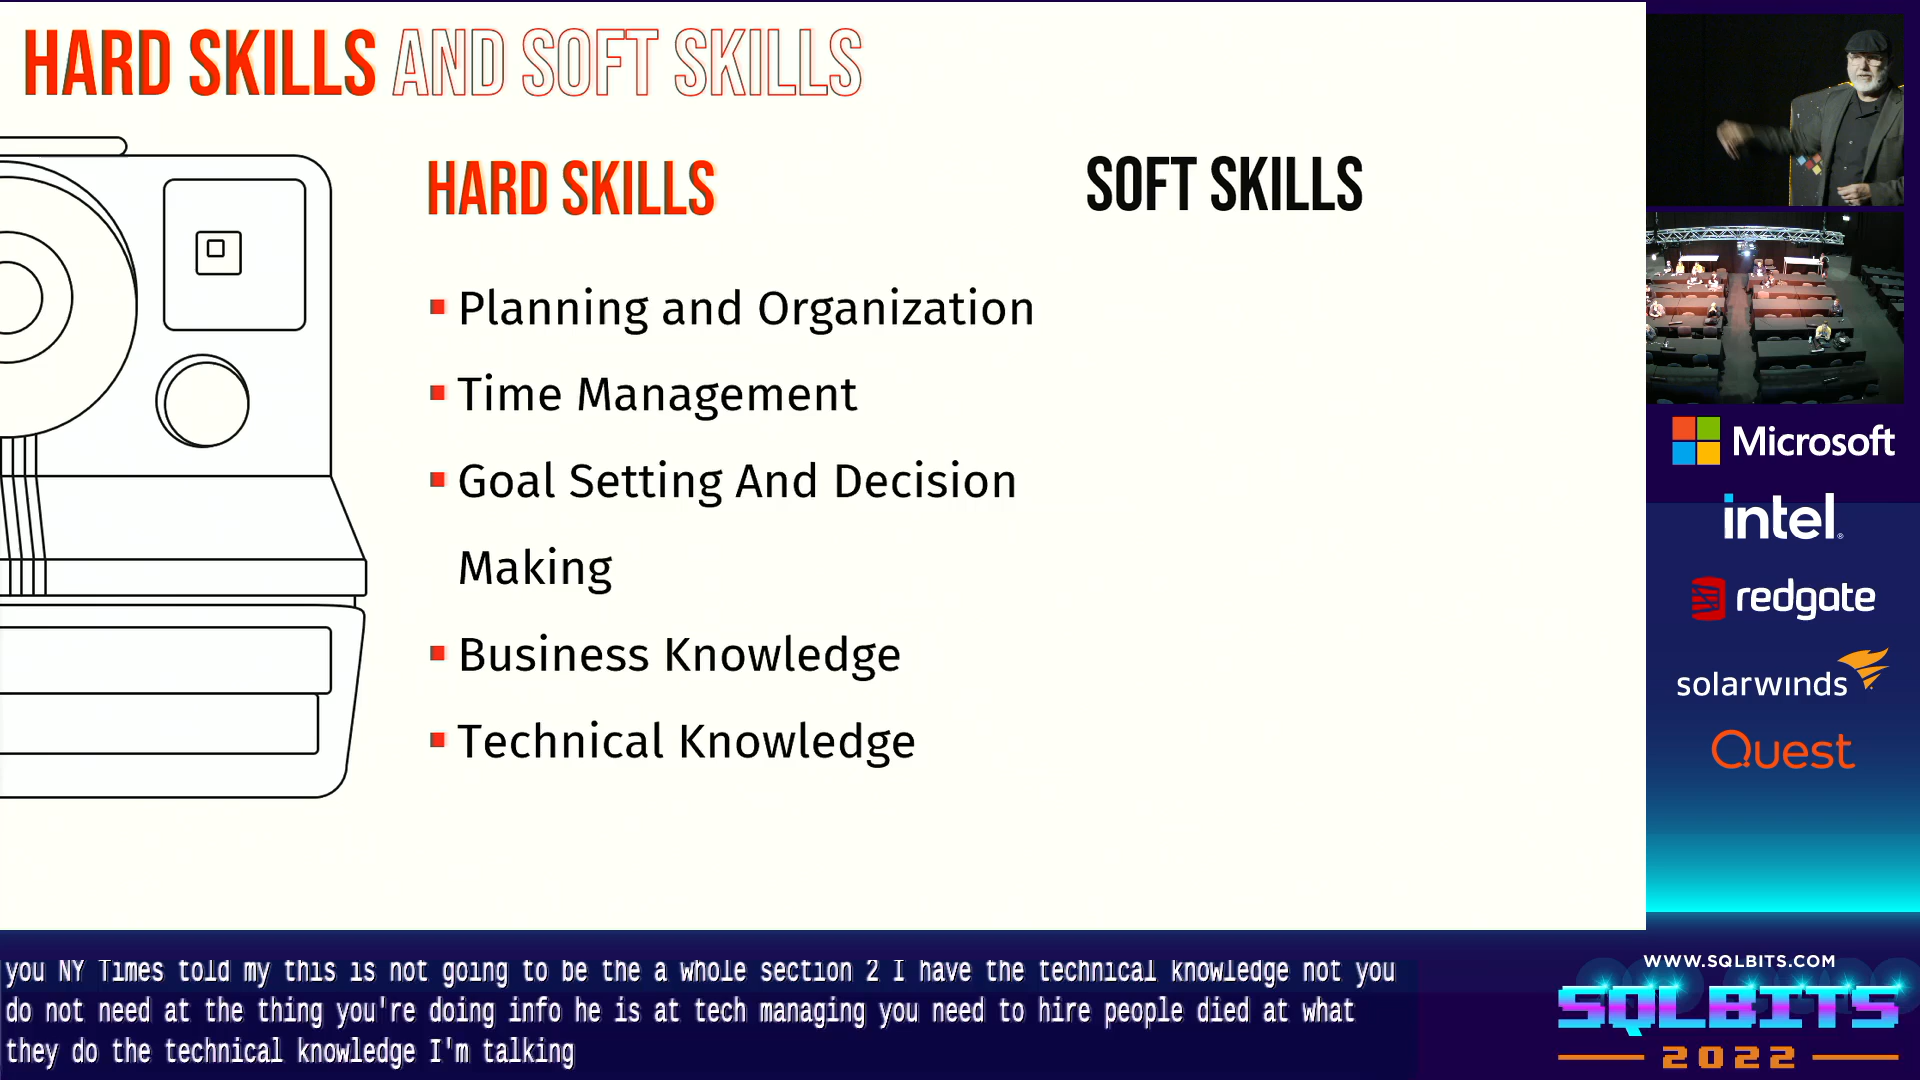 HARD SKILLS AND SOFT SKILLS
HARD SKILLS
Planning and Organization
Time Management
Goal Setting And Decision
Making
Business Knowledge
Technical Knowledge
SOFT SKILLS
Microsoft
intel
redgate
solarwinds
Quest
you NY Times told my this is not going to be the a whole section 2 I have the technical knowledge not you
do not need at the thing you're doing info he is at tech managing you need to hire people died at what
they do the technical knowledge I'm talking
WWW.SQLBITS.COM
SQLBITS
2022